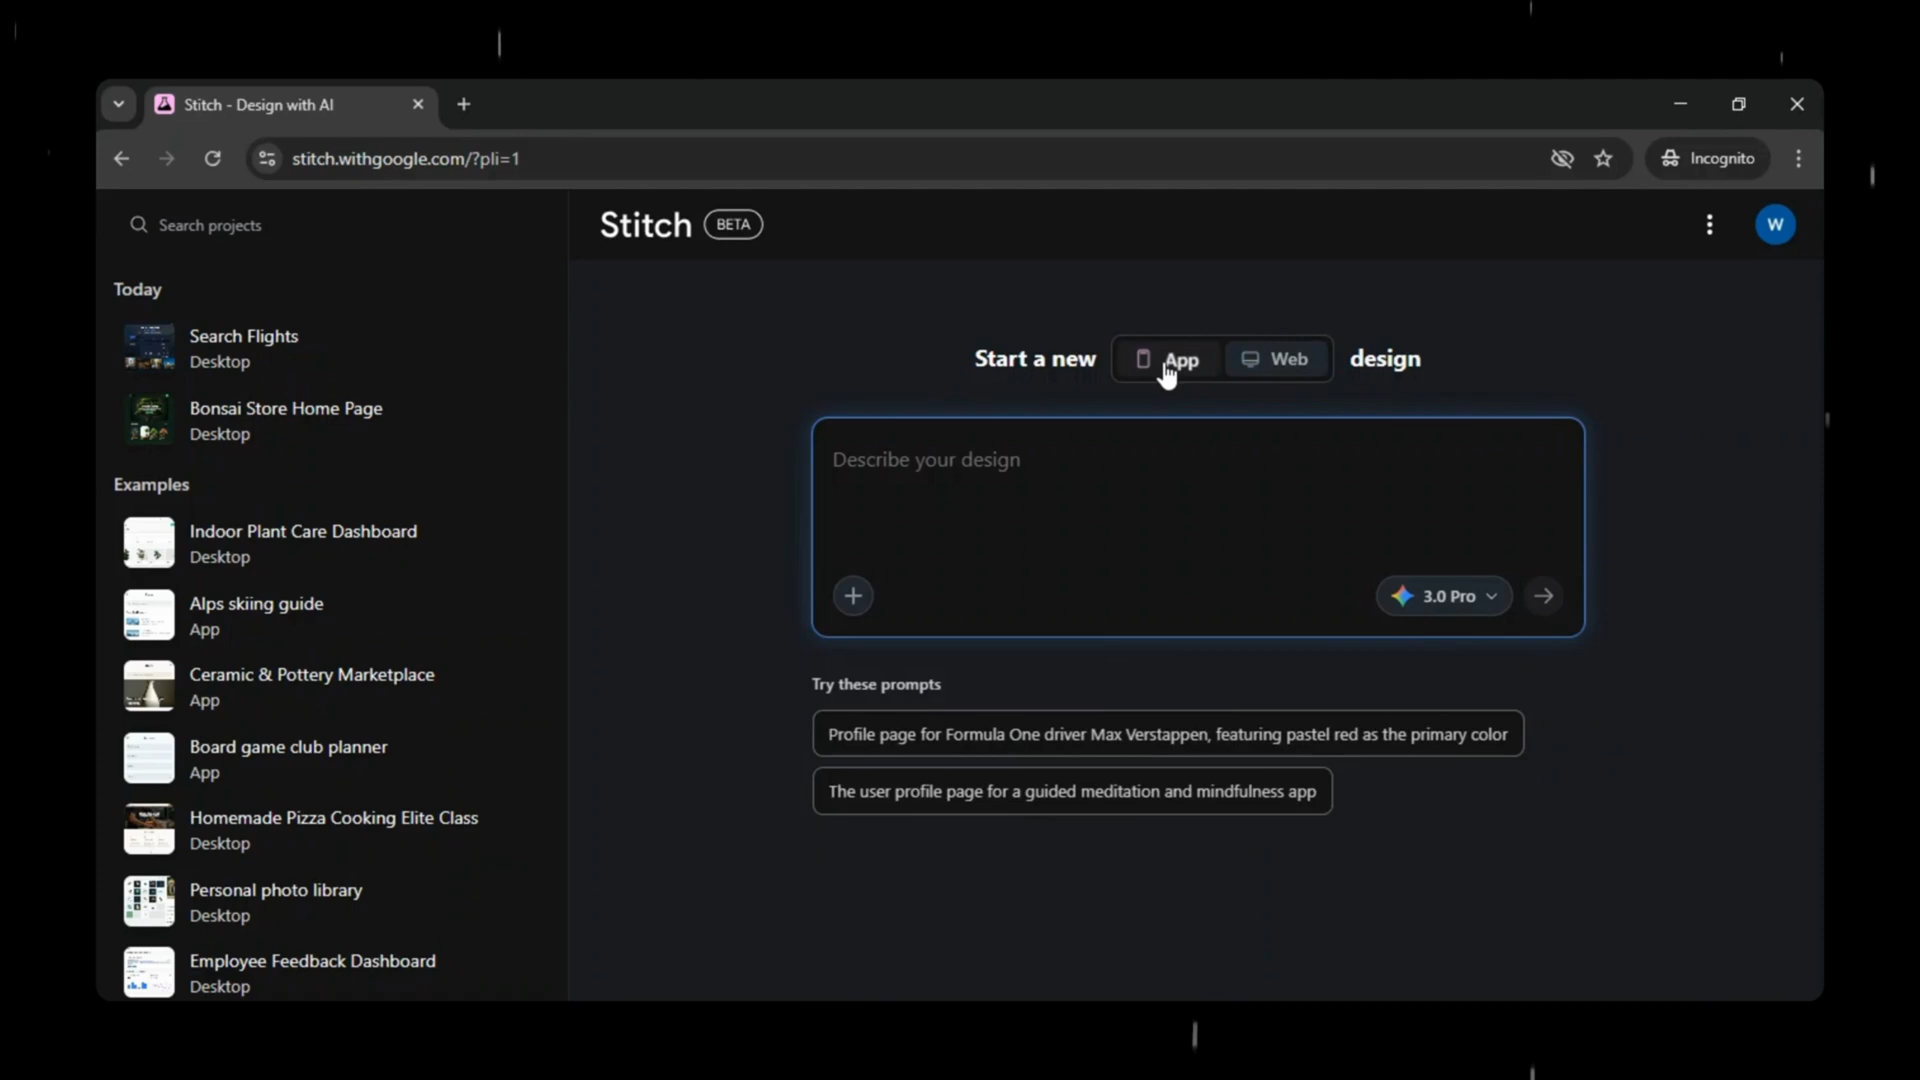 Stitch - Design with AI
stitch.withgoogle.com/?pli=1
Incognito
Search projects
Stitch BETA
W
Today
Search Flights
Desktop
Bonsai Store Home Page
Desktop
Examples
Indoor Plant Care Dashboard
Desktop
Alps skiing guide
App
Ceramic & Pottery Marketplace
App
Board game club planner
App
Homemade Pizza Cooking Elite Class
Desktop
Personal photo library
Desktop
Employee Feedback Dashboard
Desktop
Start a new App Web design
Describe your design
3.0 Pro
Try these prompts
Profile page for Formula One driver Max Verstappen, featuring pastel red as the primary color
The user profile page for a guided meditation and mindfulness app